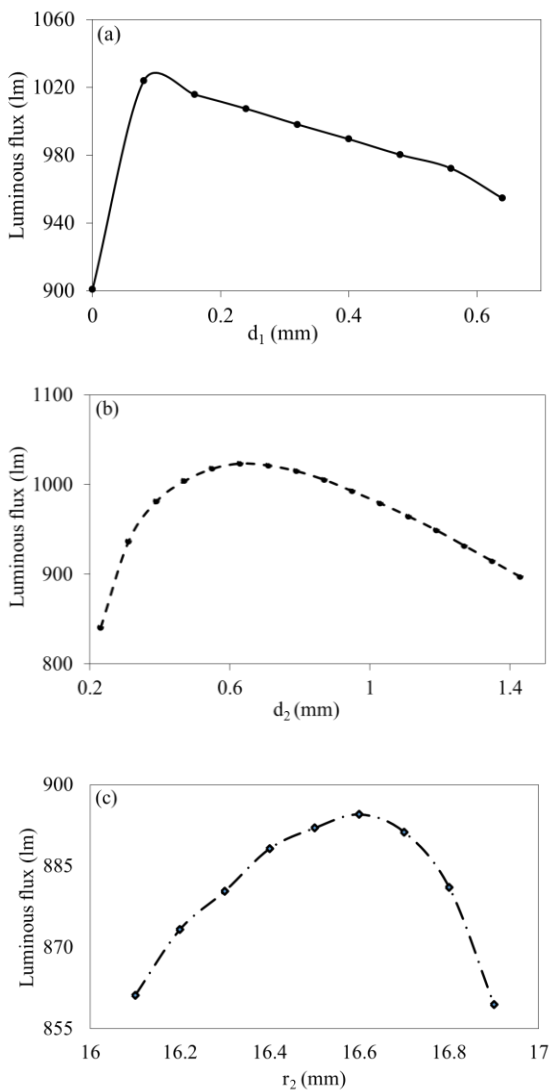 1060
(a)
1020
980
940
900
Luminous flux (lm)
0 0.2 0.4 0.6
d1 (mm)
1100
(b)
1000
900
800
Luminous flux (lm)
0.2 0.6 1 1.4
d2 (mm)
900
(c)
885
870
855
Luminous flux (lm)
16 16.2 16.4 16.6 16.8 17
r2 (mm)